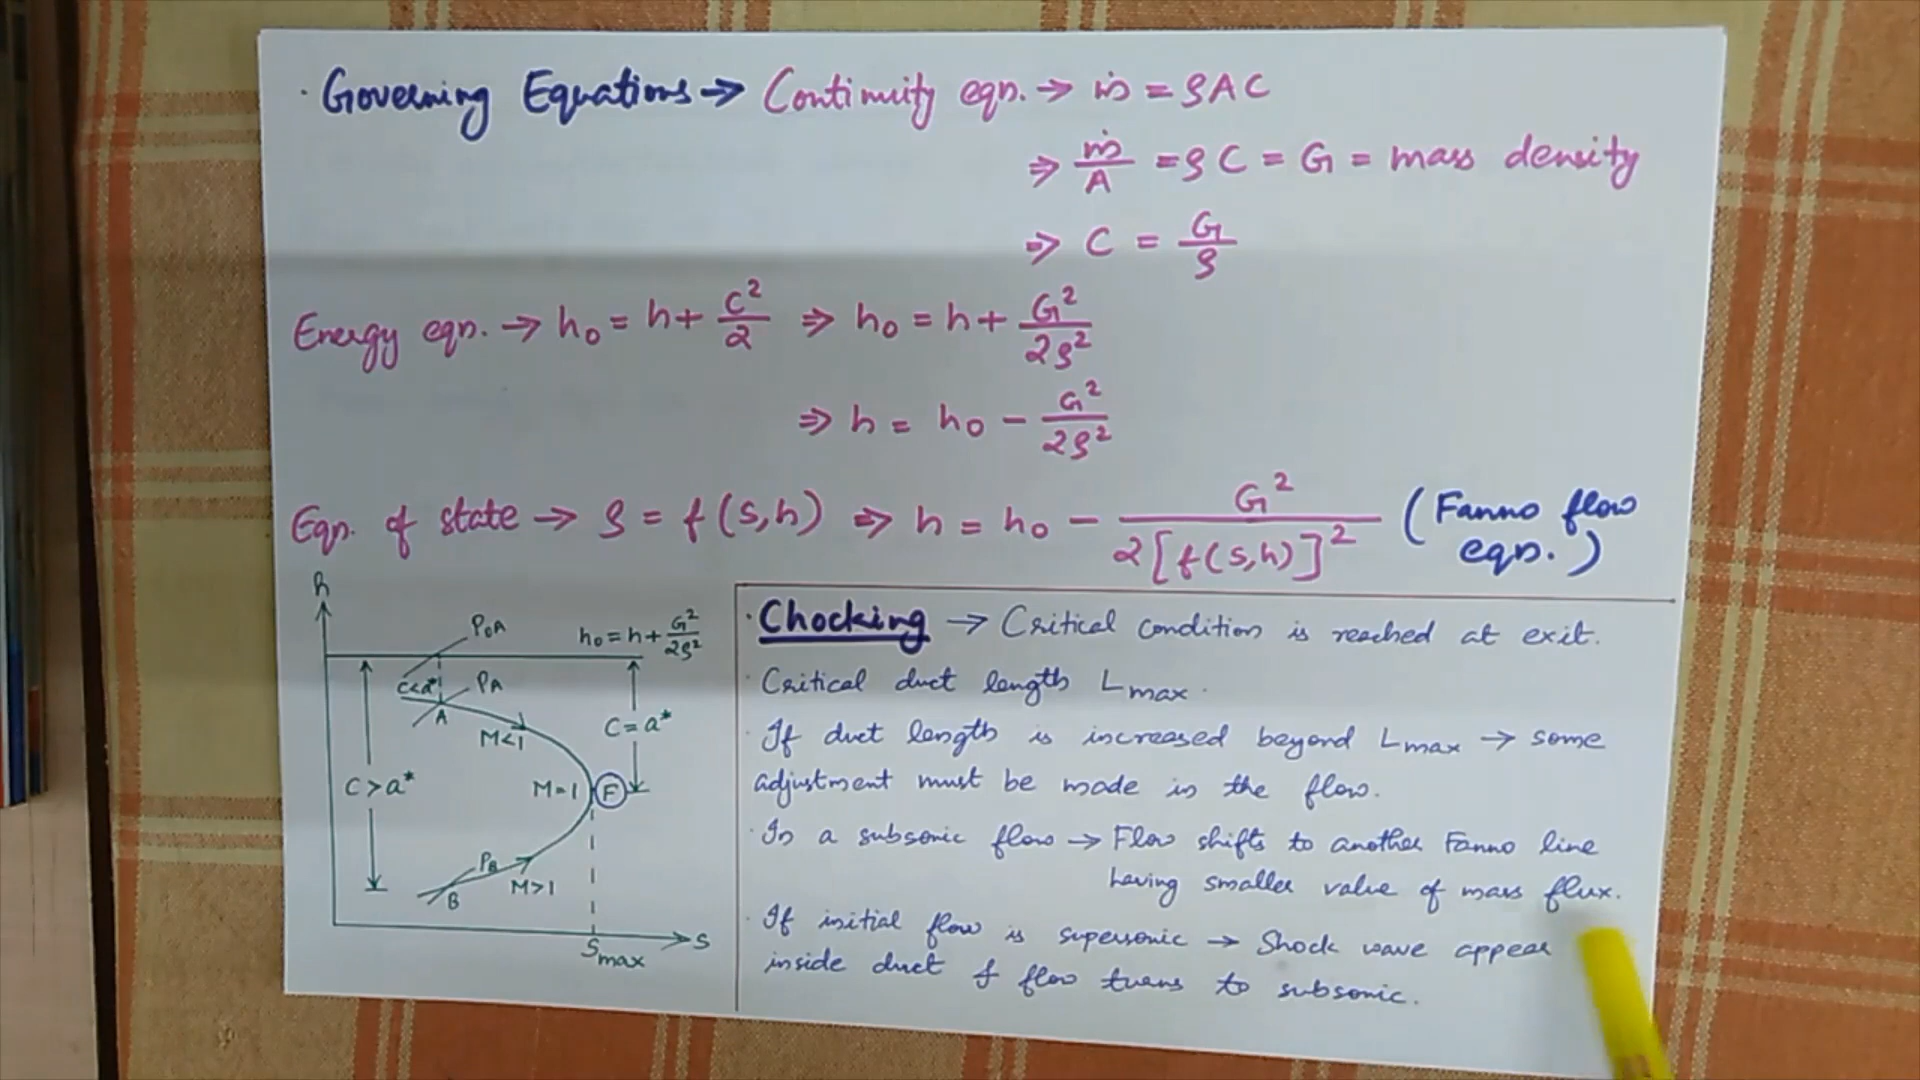 · Governing Equations → Continuity eqn. → ṁ = ρAC
⇒ ṁ/A = ρC = G = mass density
⇒ C = G/ρ
Energy eqn. → h₀ = h + C²/2 ⇒ h₀ = h + G²/2ρ²
⇒ h = h₀ - G²/2ρ²
Eqn. of state → ρ = f(s,h) ⇒ h = h₀ - G²/2[f(s,h)]² (Fanno flow eqn.)
h
P₀A
h₀ = h + G²/2ρ²
C<a*
PA
A
M<1
C = a*
C>a*
M=1
F
PB
B
M>1
Smax
s
· Chocking → Critical condition is reached at exit.
· Critical duct length Lmax.
· If duct length is increased beyond Lmax → some
adjustment must be made in the flow.
· In a subsonic flow → Flow shifts to another Fanno line
having smaller value of mass flux.
· If initial flow is supersonic → Shock wave appear
inside duct & flow turns to subsonic.